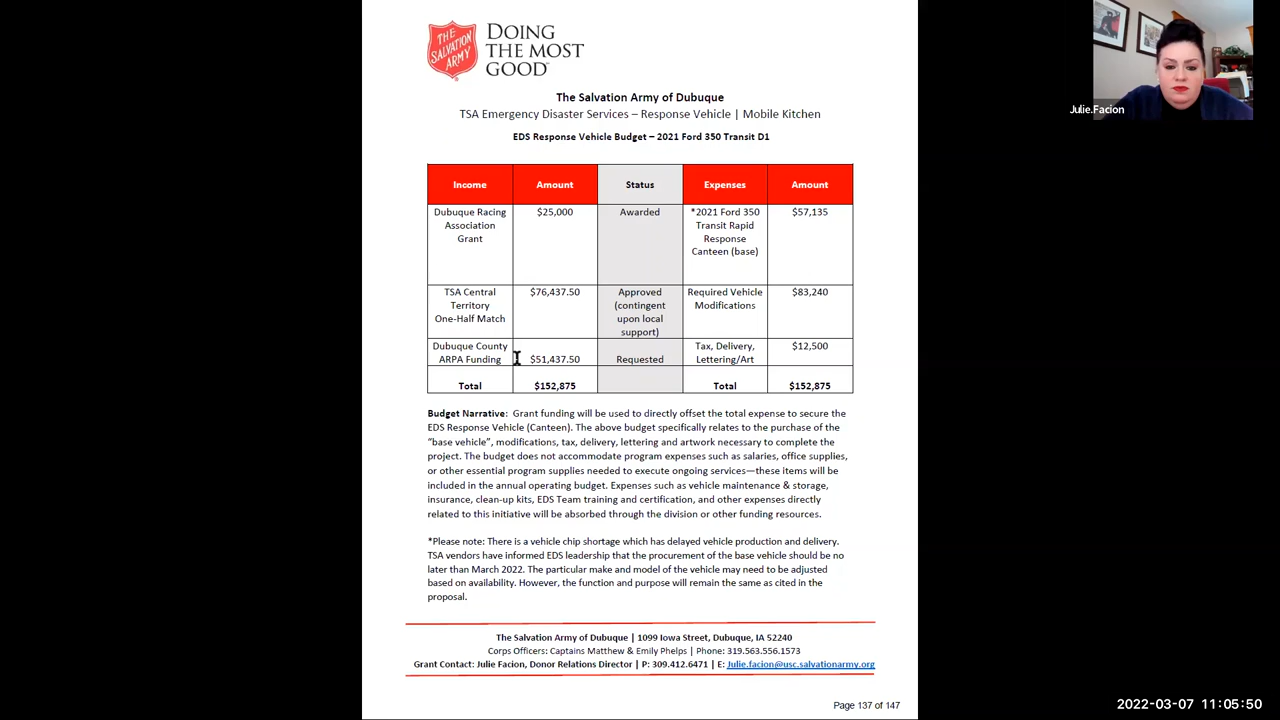 THE
SALVATION
ARMY
DOING
THE MOST
GOOD™
The Salvation Army of Dubuque
TSA Emergency Disaster Services – Response Vehicle | Mobile Kitchen
EDS Response Vehicle Budget – 2021 Ford 350 Transit D1
Income Amount Status Expenses Amount
Dubuque Racing
Association
Grant
$25,000
Awarded
*2021 Ford 350
Transit Rapid
Response
Canteen (base)
$57,135
TSA Central
Territory
One-Half Match
$76,437.50
Approved
(contingent
upon local
support)
Required Vehicle
Modifications
$83,240
Dubuque County
ARPA Funding
$51,437.50
Requested
Tax, Delivery,
Lettering/Art
$12,500
Total $152,875 Total $152,875
Budget Narrative: Grant funding will be used to directly offset the total expense to secure the
EDS Response Vehicle (Canteen). The above budget specifically relates to the purchase of the
“base vehicle”, modifications, tax, delivery, lettering and artwork necessary to complete the
project. The budget does not accommodate program expenses such as salaries, office supplies,
or other essential program supplies needed to execute ongoing services—these items will be
included in the annual operating budget. Expenses such as vehicle maintenance & storage,
insurance, clean-up kits, EDS Team training and certification, and other expenses directly
related to this initiative will be absorbed through the division or other funding resources.
*Please note: There is a vehicle chip shortage which has delayed vehicle production and delivery.
TSA vendors have informed EDS leadership that the procurement of the base vehicle should be no
later than March 2022. The particular make and model of the vehicle may need to be adjusted
based on availability. However, the function and purpose will remain the same as cited in the
proposal.
The Salvation Army of Dubuque | 1099 Iowa Street, Dubuque, IA 52240
Corps Officers: Captains Matthew & Emily Phelps | Phone: 319.563.556.1573
Grant Contact: Julie Facion, Donor Relations Director | P: 309.412.6471 | E: Julie.facion@usc.salvationarmy.org
Page 137 of 147
Julie.Facion
2022-03-07 11:05:50